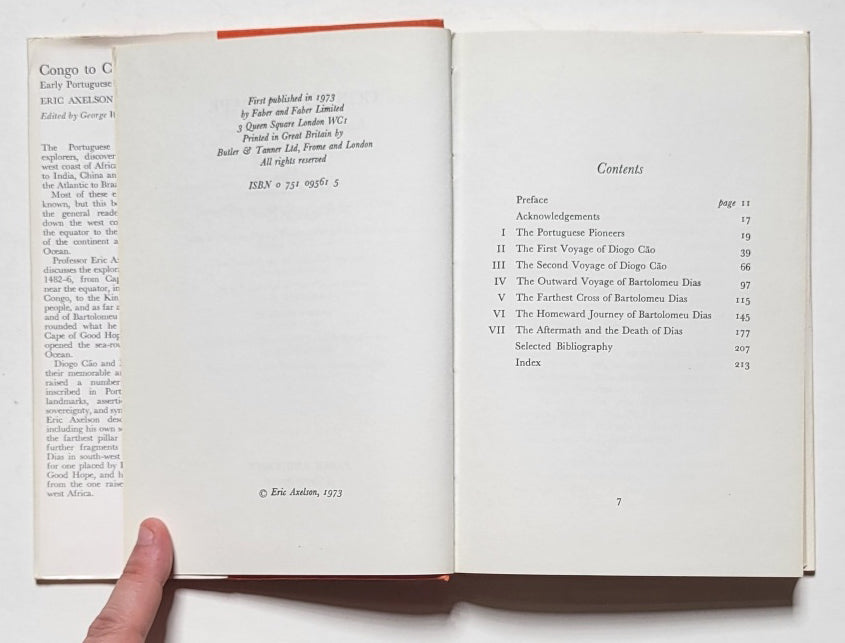 Congo to C
Early Portuguese
ERIC AXELSON
Edited by George
The Portuguese
explorers, discover
west coast of Afric
to India, China an
the Atlantic to Bra
Most of these e
known, but this b
the general reade
down the west co
the equator to the
of the continent a
Ocean.
Professor Eric A
discusses the explor
1482-6, from Cap
near the equator, in
Congo, to the Kin
people, and as far a
and of Bartolomeu
rounded what he
Cape of Good Hop
opened the sea-rou
Ocean.
Diogo Cão and
their memorable a
raised a number
inscribed in Port
landmarks, asserti
sovereignty, and syn
Eric Axelson desc
including his own s
the farthest pillar
further fragments
Dias in south-west
for one placed by
Good Hope, and h
from the one raise
west Africa.
First published in 1973
by Faber and Faber Limited
3 Queen Square London WC1
Printed in Great Britain by
Butler & Tanner Ltd, Frome and London
All rights reserved
ISBN 0 751 09561 5
© Eric Axelson, 1973
Contents
Preface page 11
Acknowledgements 17
I The Portuguese Pioneers 19
II The First Voyage of Diogo Cão 39
III The Second Voyage of Diogo Cão 66
IV The Outward Voyage of Bartolomeu Dias 97
V The Farthest Cross of Bartolomeu Dias 115
VI The Homeward Journey of Bartolomeu Dias 145
VII The Aftermath and the Death of Dias 177
Selected Bibliography 207
Index 213
7